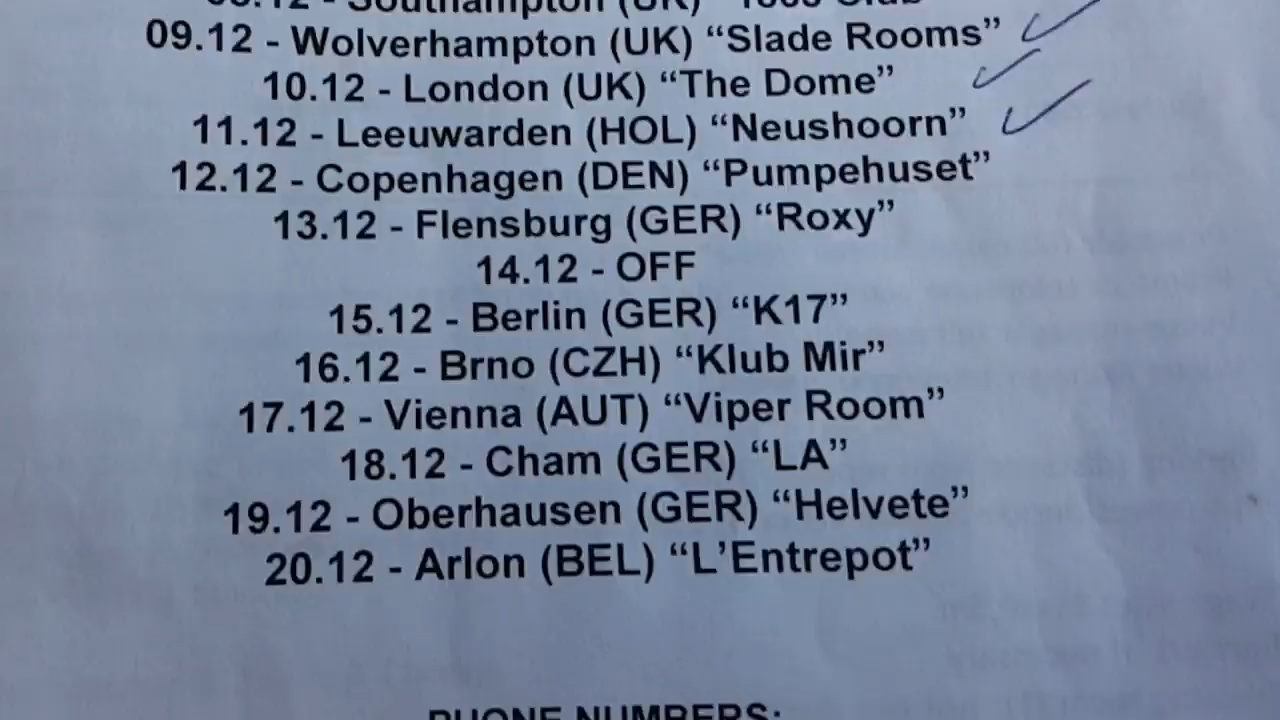 Southampton (UK)
09.12 - Wolverhampton (UK) “Slade Rooms”
10.12 - London (UK) “The Dome”
11.12 - Leeuwarden (HOL) “Neushoorn”
12.12 - Copenhagen (DEN) “Pumpehuset”
13.12 - Flensburg (GER) “Roxy”
14.12 - OFF
15.12 - Berlin (GER) “K17”
16.12 - Brno (CZH) “Klub Mir”
17.12 - Vienna (AUT) “Viper Room”
18.12 - Cham (GER) “LA”
19.12 - Oberhausen (GER) “Helvete”
20.12 - Arlon (BEL) “L’Entrepot”
PHONE NUMBERS: